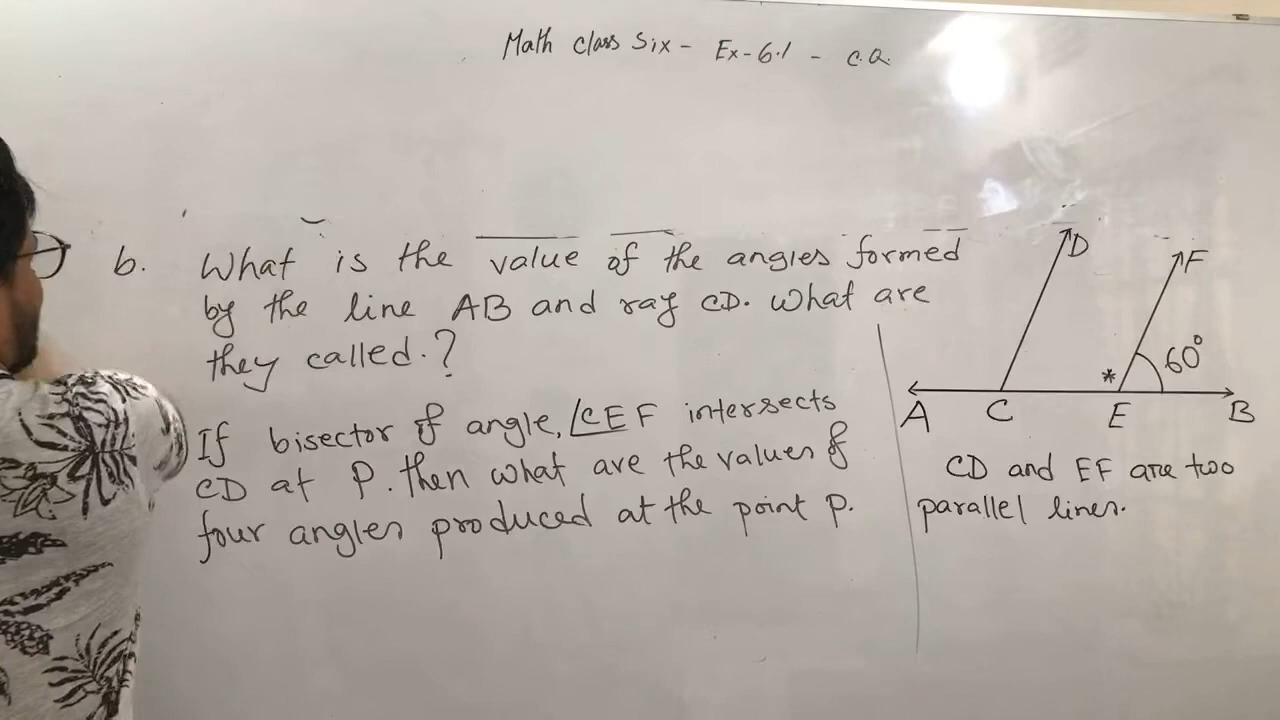 Math class Six - Ex-6.1 - C.Q.
b. What is the value of the angles formed
by the line AB and ray CD. What are
they called.?
If bisector of angle, ∠CEF intersects
CD at P. then what are the values of
four angles produced at the point P.
D
F
60°
*
A C E B
CD and EF are two
parallel lines.